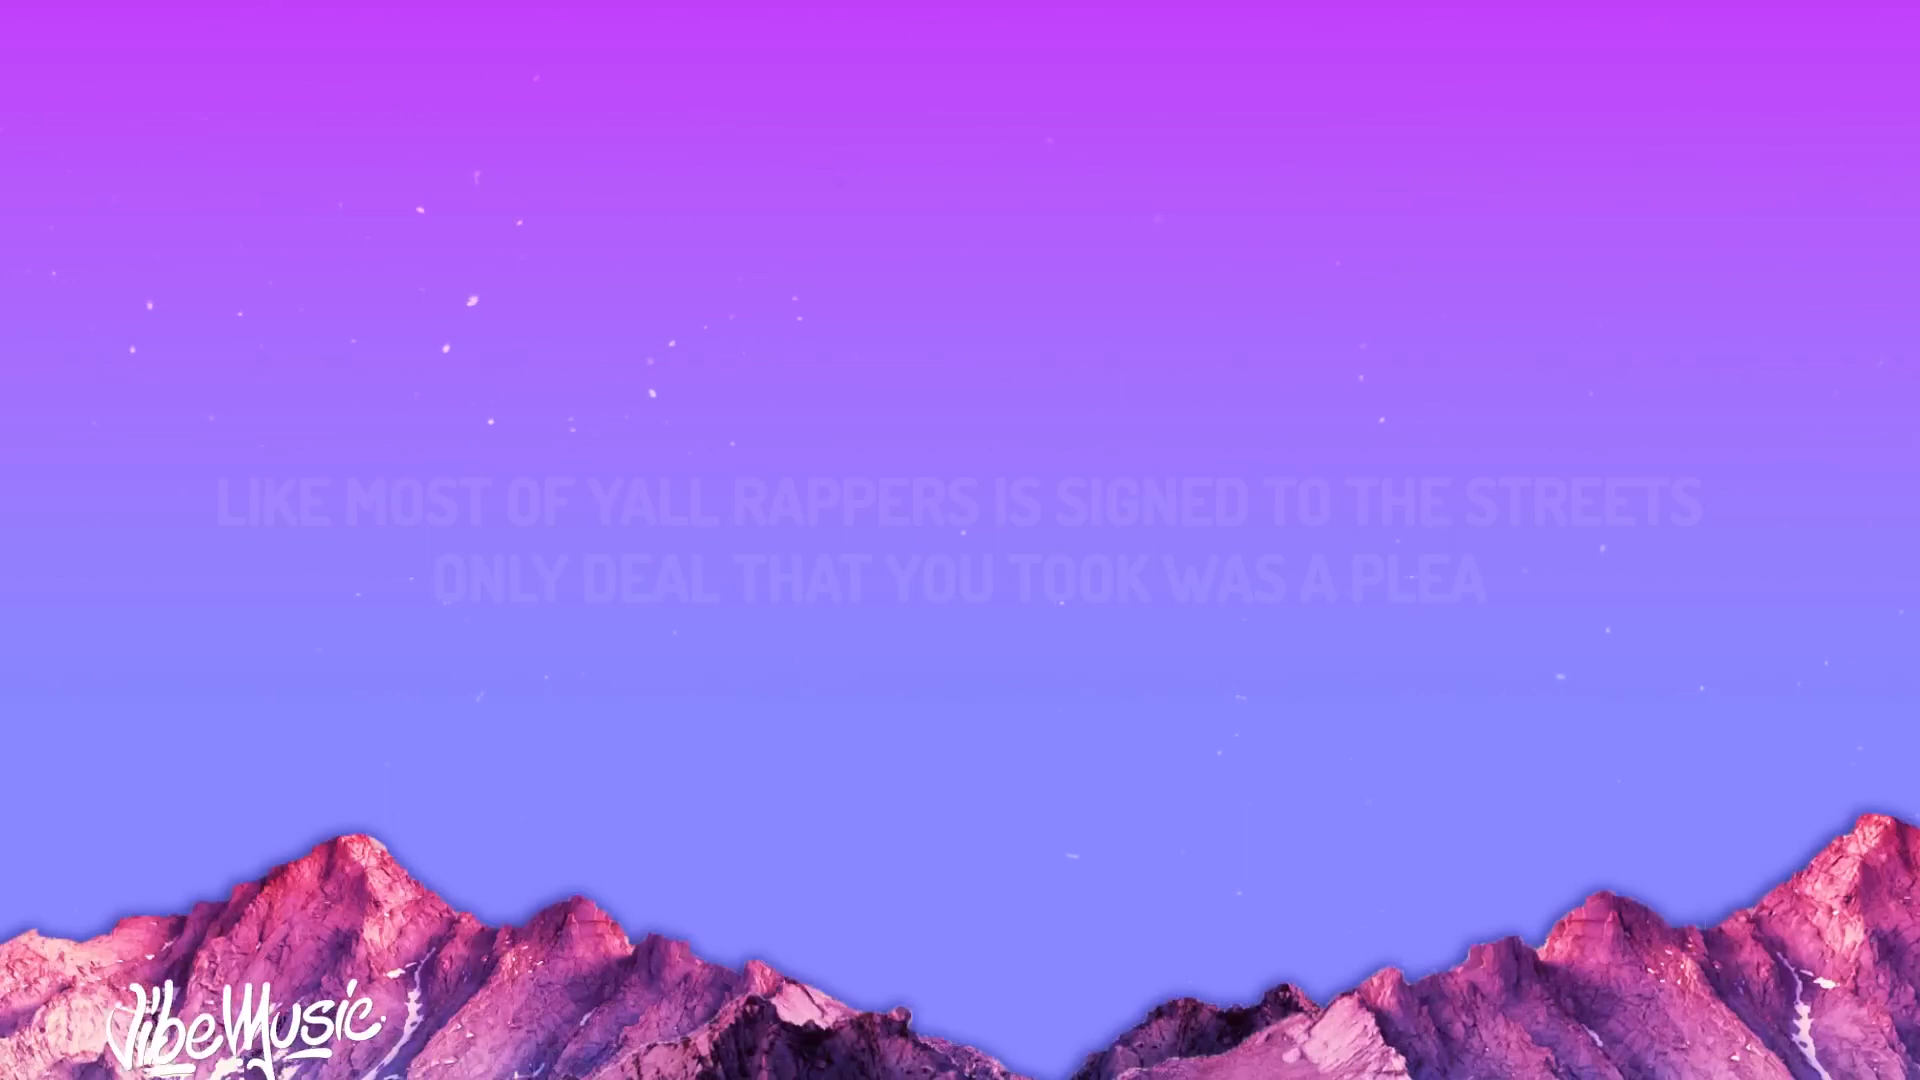 LIKE MOST OF YALL RAPPERS IS SIGNED TO THE STREETS
ONLY DEAL THAT YOU TOOK WAS A PLEA
VibeMusic.